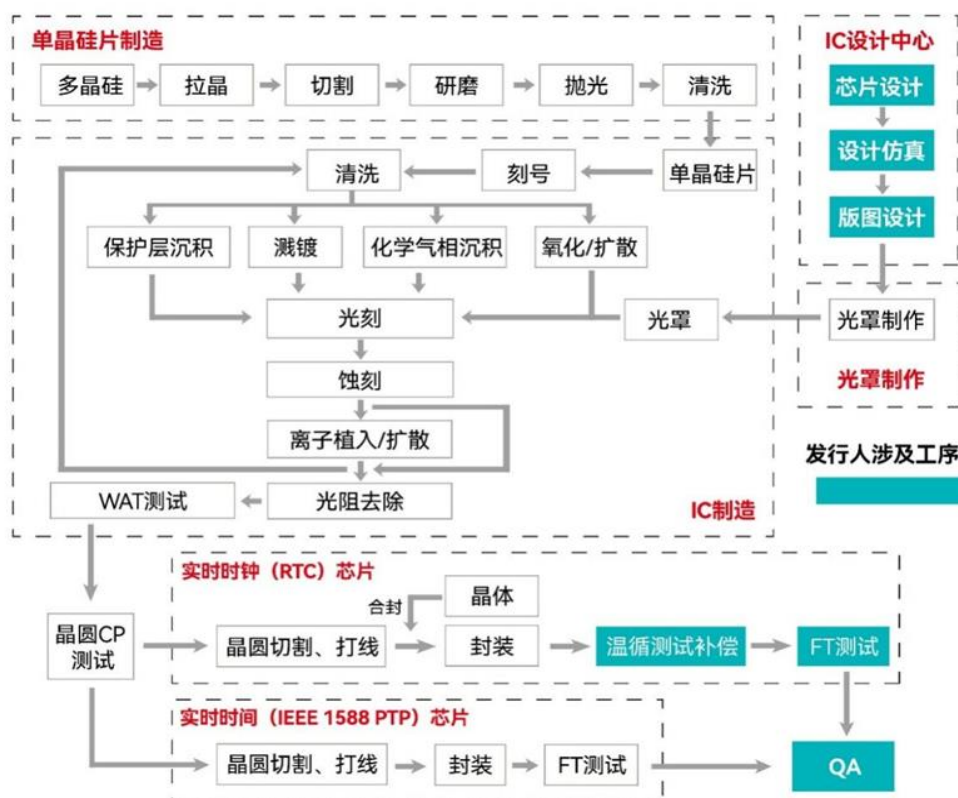 单晶硅片制造
多晶硅
拉晶
切割
研磨
抛光
清洗
IC设计中心
芯片设计
设计仿真
版图设计
清洗
刻号
单晶硅片
保护层沉积
溅镀
化学气相沉积
氧化/扩散
光刻
光罩
光罩制作
光罩制作
蚀刻
离子植入/扩散
光阻去除
WAT测试
IC制造
发行人涉及工序
实时时钟（RTC）芯片
合封
晶体
晶圆CP
测试
晶圆切割、打线
封装
温循测试补偿
FT测试
实时时间（IEEE 1588 PTP）芯片
晶圆切割、打线
封装
FT测试
QA